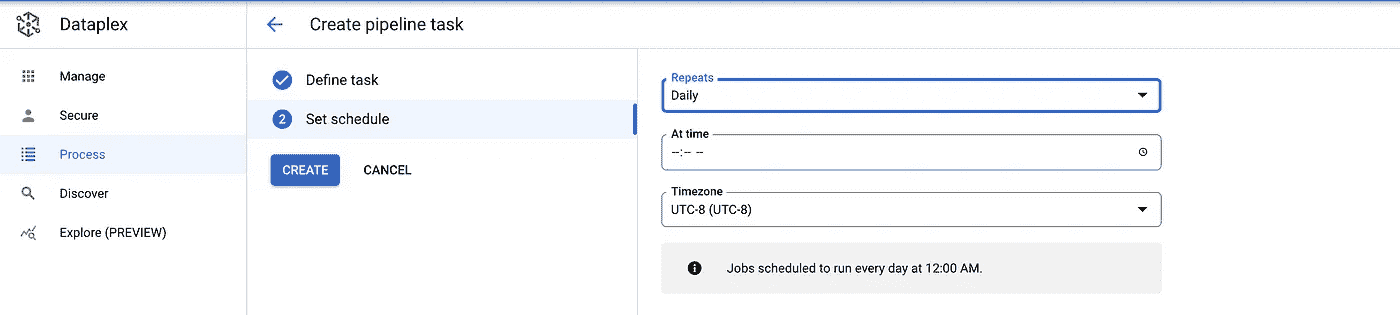 Dataplex
Create pipeline task
Manage
Secure
Process
Discover
Explore (PREVIEW)
Define task
2 Set schedule
CREATE CANCEL
Repeats
Daily
At time
--:-- --
Timezone
UTC-8 (UTC-8)
Jobs scheduled to run every day at 12:00 AM.